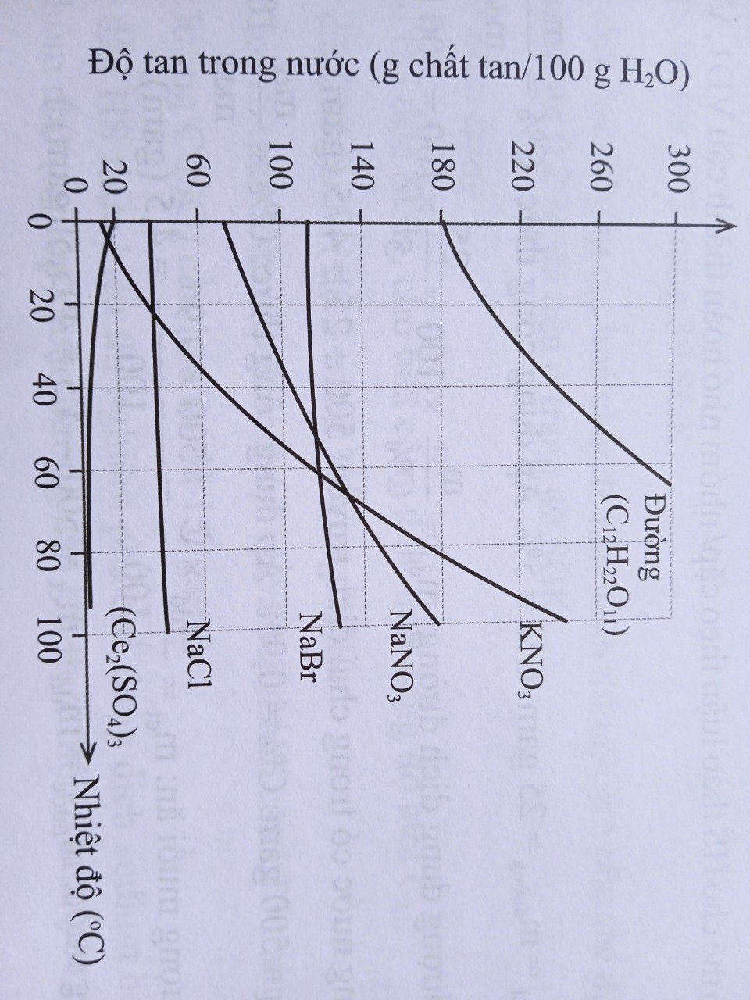 Độ tan trong nước (g chất tan/100 g H₂O)
300
260
220
180
140
100
60
20
0
0 20 40 60 80 100
Đường
(C₁₂H₂₂O₁₁)
KNO₃
NaNO₃
NaBr
NaCl
(Ce₂(SO₄)₃
Nhiệt độ (°C)